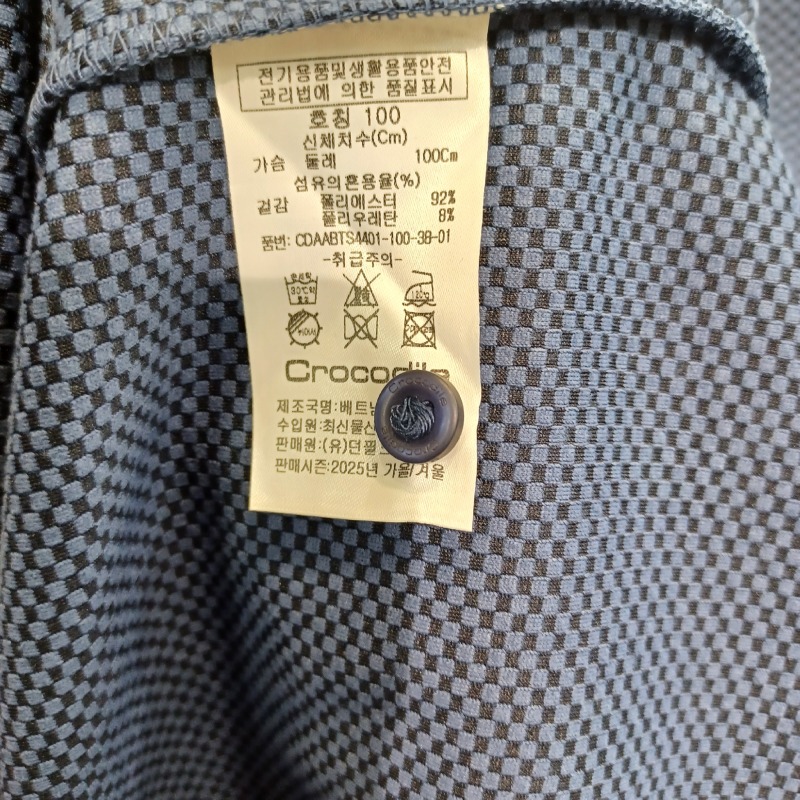 전기용품및생활용품안전
관리법에 의한 품질표시
호칭 100
신체치수(Cm)
가슴 둘레 100Cm
섬유의혼용율(%)
겉감 폴리에스터 92%
폴리우레탄 8%
품번: CDAABTS4401-100-3B-01
-취급주의-
120℃
Crocodile
제조국명:베트
수입원:최신물산
판매원:(유)던필
판매시즌:2025년 가을/겨울
Crocodile